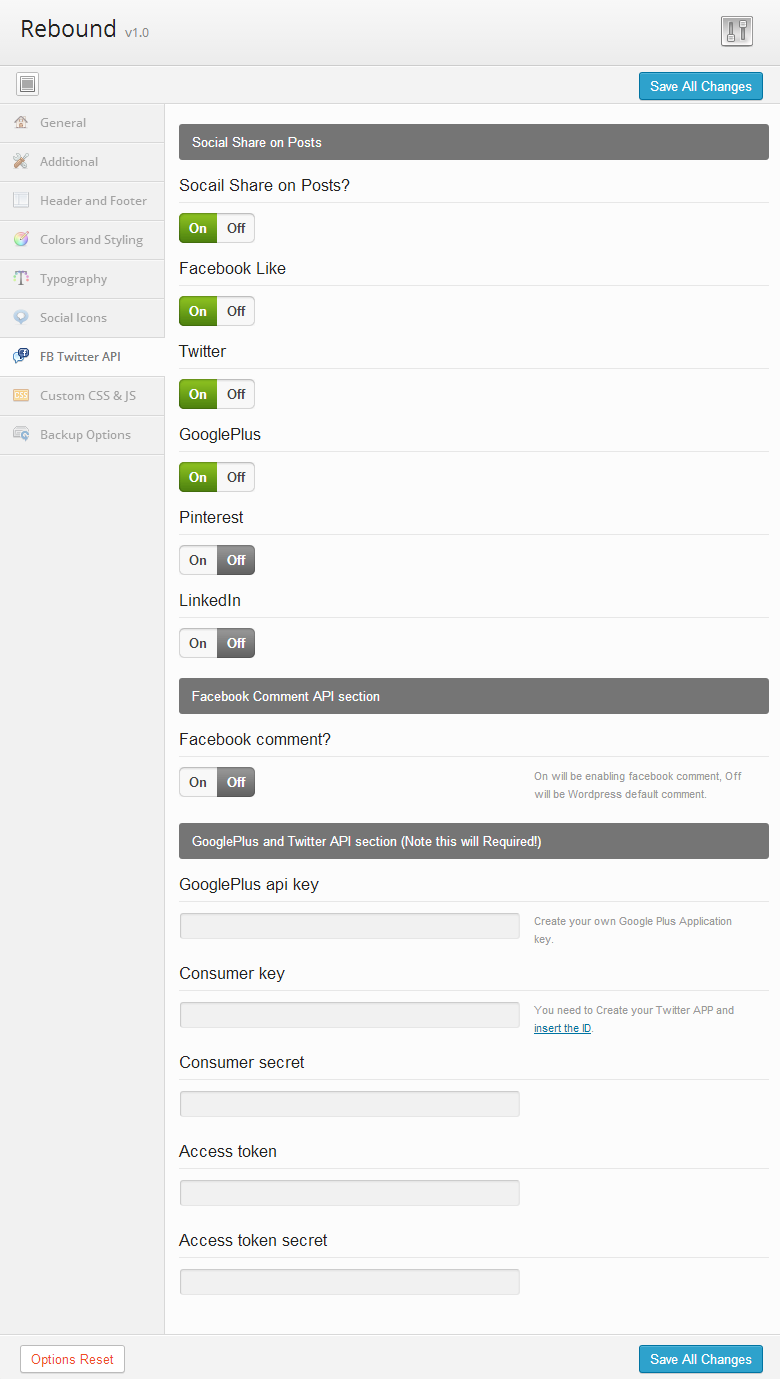 Rebound v1.0
Save All Changes
General
Additional
Header and Footer
Colors and Styling
Typography
Social Icons
FB Twitter API
CSS
Custom CSS & JS
Backup Options
Social Share on Posts
Socail Share on Posts?
On Off
Facebook Like
On Off
Twitter
On Off
GooglePlus
On Off
Pinterest
On Off
LinkedIn
On Off
Facebook Comment API section
Facebook comment?
On Off
On will be enabling facebook comment, Off
will be Wordpress default comment.
GooglePlus and Twitter API section (Note this will Required!)
GooglePlus api key
Create your own Google Plus Application
key.
Consumer key
You need to Create your Twitter APP and
insert the ID.
Consumer secret
Access token
Access token secret
Options Reset
Save All Changes